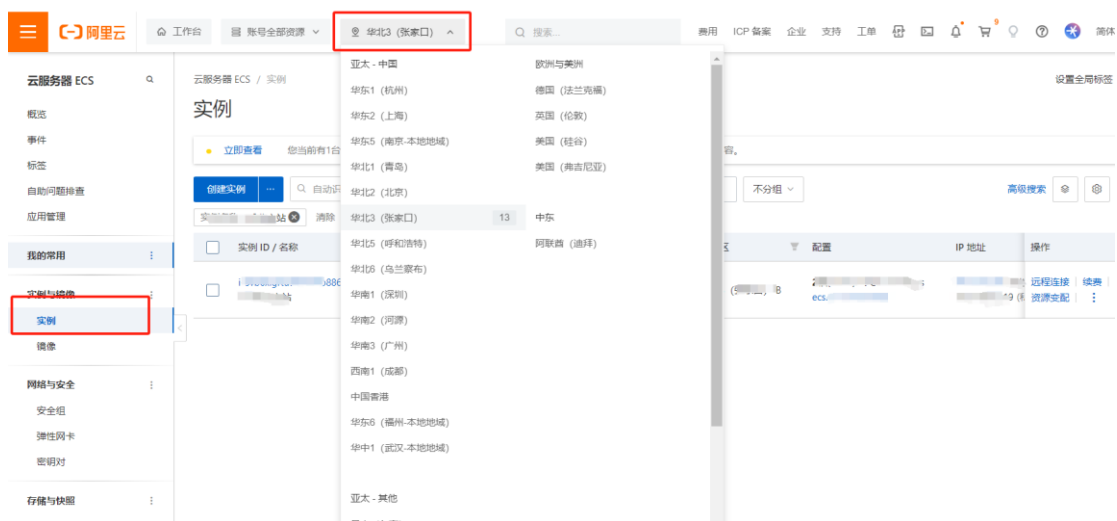 阿里云 工作台 账号全部资源 华北3（张家口） 搜索... 费用 ICP 备案 企业 支持 工单 9 简体
云服务器 ECS
概览
事件
标签
自助问题排查
应用管理
我的常用
实例与镜像
实例
镜像
网络与安全
安全组
弹性网卡
密钥对
存储与快照
云服务器 ECS / 实例
设置全局标签
实例
立即查看 您当前有1台
容。
创建实例 ... 自动识
不分组
高级搜索
站 清除
实例 ID / 名称
配置
IP 地址
操作
ecs.
远程连接 续费
资源变配
亚太 - 中国
华东1（杭州）
华东2（上海）
华东5（南京-本地地域）
华北1（青岛）
华北2（北京）
华北3（张家口） 13
华北5（呼和浩特）
华北6（乌兰察布）
华南1（深圳）
华南2（河源）
华南3（广州）
西南1（成都）
中国香港
华东6（福州-本地地域）
华中1（武汉-本地地域）
亚太 - 其他
欧洲与美洲
德国（法兰克福）
英国（伦敦）
美国（硅谷）
美国（弗吉尼亚）
中东
阿联酋（迪拜）